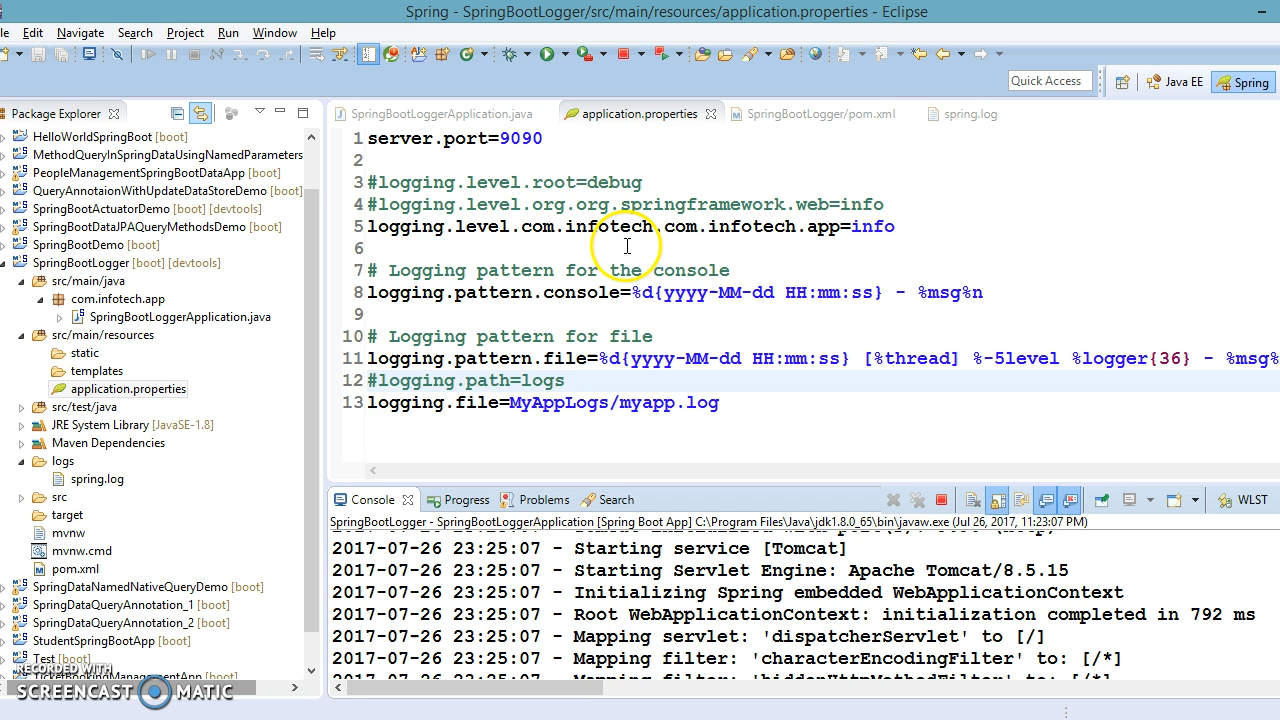 Spring - SpringBootLogger/src/main/resources/application.properties - Eclipse
le Edit Navigate Search Project Run Window Help
Quick Access
Java EE
Spring
Package Explorer
SpringBootLoggerApplication.java
application.properties
SpringBootLogger/pom.xml
spring.log
HelloWorldSpringBoot [boot]
MethodQueryInSpringDataUsingNamedParameters
PeopleManagementSpringBootDataApp [boot]
QueryAnnotaionWithUpdateDataStoreDemo [boot]
SpringBootActuatorDemo [boot] [devtools]
SpringBootDataJPAQueryMethodsDemo [boot]
SpringBootDemo [boot]
SpringBootLogger [boot] [devtools]
src/main/java
com.infotech.app
SpringBootLoggerApplication.java
src/main/resources
static
templates
application.properties
src/test/java
JRE System Library [JavaSE-1.8]
Maven Dependencies
logs
spring.log
src
target
mvnw
mvnw.cmd
pom.xml
SpringDataNamedNativeQueryDemo [boot]
SpringDataQueryAnnotation_1 [boot]
SpringDataQueryAnnotation_2 [boot]
StudentSpringBootApp [boot]
Test [boot]
TicketBookingManagementApp [boot]
1 server.port=9090
2
3 #logging.level.root=debug
4 #logging.level.org.org.springframework.web=info
5 logging.level.com.infotech.com.infotech.app=info
6
7 # Logging pattern for the console
8 logging.pattern.console=%d{yyyy-MM-dd HH:mm:ss} - %msg%n
9
10 # Logging pattern for file
11 logging.pattern.file=%d{yyyy-MM-dd HH:mm:ss} [%thread] %-5level %logger{36} - %msg%
12 #logging.path=logs
13 logging.file=MyAppLogs/myapp.log
Console
Progress
Problems
Search
WLST
SpringBootLogger - SpringBootLoggerApplication [Spring Boot App] C:\Program Files\Java\jdk1.8.0_65\bin\javaw.exe (Jul 26, 2017, 11:23:07 PM)
2017-07-26 23:25:07 - Starting service [Tomcat]
2017-07-26 23:25:07 - Starting Servlet Engine: Apache Tomcat/8.5.15
2017-07-26 23:25:07 - Initializing Spring embedded WebApplicationContext
2017-07-26 23:25:07 - Root WebApplicationContext: initialization completed in 792 ms
2017-07-26 23:25:07 - Mapping servlet: 'dispatcherServlet' to [/]
2017-07-26 23:25:07 - Mapping filter: 'characterEncodingFilter' to: [/*]
2017-07-26 23:25:07 - Mapping filter: 'hiddenHttpMethodFilter' to: [/*]
RECORDED WITH
SCREENCAST MATIC